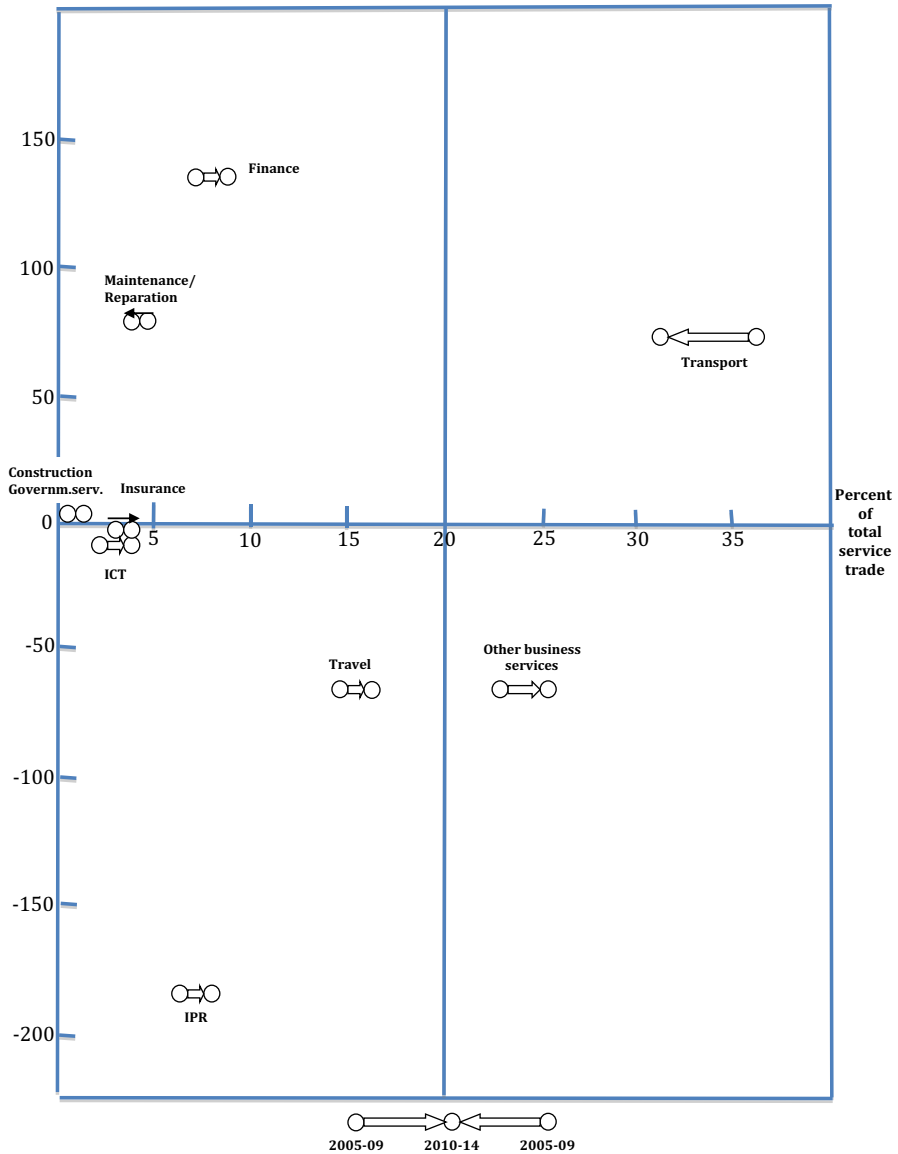 150
Finance
100
Maintenance/
Reparation
Transport
50
Construction
Governm.serv.
Insurance
Percent
of
total
service
trade
0
5
10
15
20
25
30
35
ICT
-50
Travel
Other business
services
-100
-150
IPR
-200
2005-09
2010-14
2005-09